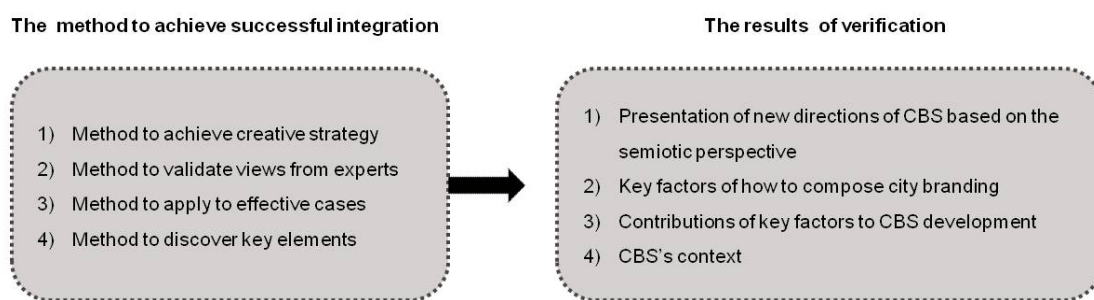 The method to achieve successful integration
1) Method to achieve creative strategy
2) Method to validate views from experts
3) Method to apply to effective cases
4) Method to discover key elements
The results of verification
1) Presentation of new directions of CBS based on the
semiotic perspective
2) Key factors of how to compose city branding
3) Contributions of key factors to CBS development
4) CBS's context